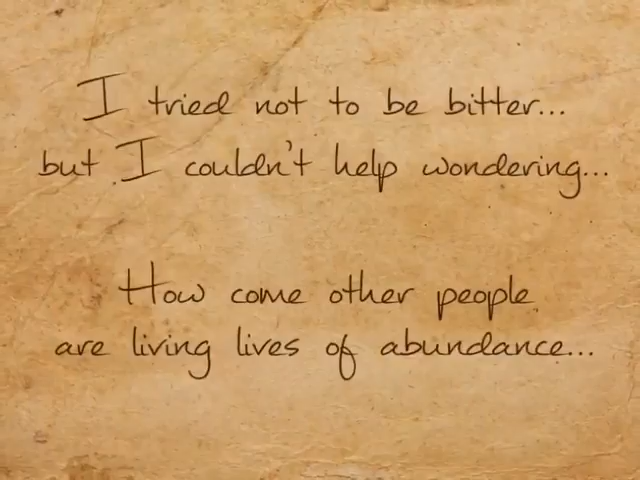 I tried not to be bitter...
but I couldn't help wondering...
How come other people
are living lives of abundance...